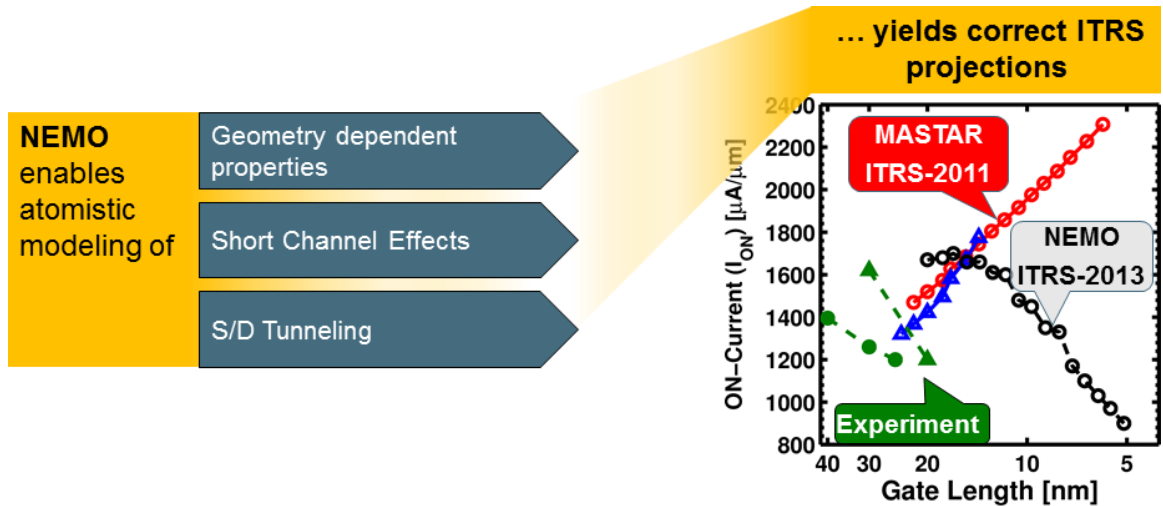 NEMO
enables
atomistic
modeling of
Geometry dependent
properties
Short Channel Effects
S/D Tunneling
… yields correct ITRS
projections
2400
2200
2000
1800
1600
1400
1200
1000
800
ON−Current (I_ON) [μA/μm]
MASTAR
ITRS-2011
NEMO
ITRS-2013
Experiment
40 30 20 10 5
Gate Length [nm]